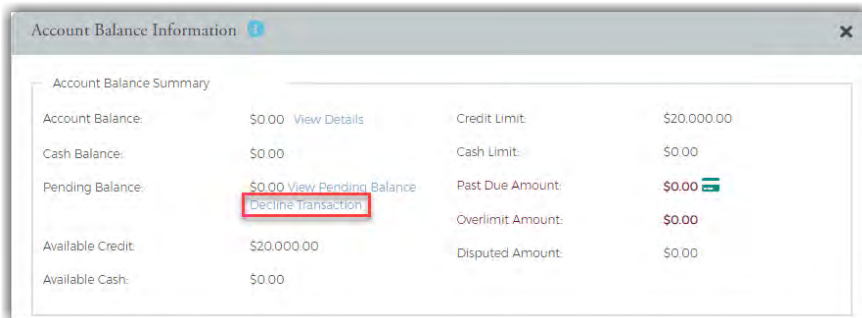 Account Balance Information
Account Balance Summary
Account Balance: $0.00 View Details
Cash Balance: $0.00
Pending Balance: $0.00 View Pending Balance
Decline Transaction
Available Credit: $20,000.00
Available Cash: $0.00
Credit Limit: $20,000.00
Cash Limit: $0.00
Past Due Amount: $0.00
Overlimit Amount: $0.00
Disputed Amount: $0.00